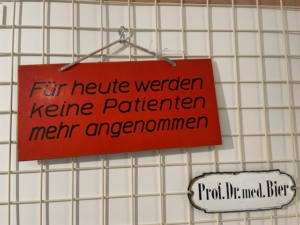 Für heute werden
keine Patienten
mehr angenommen
Prof. Dr. med. Bier